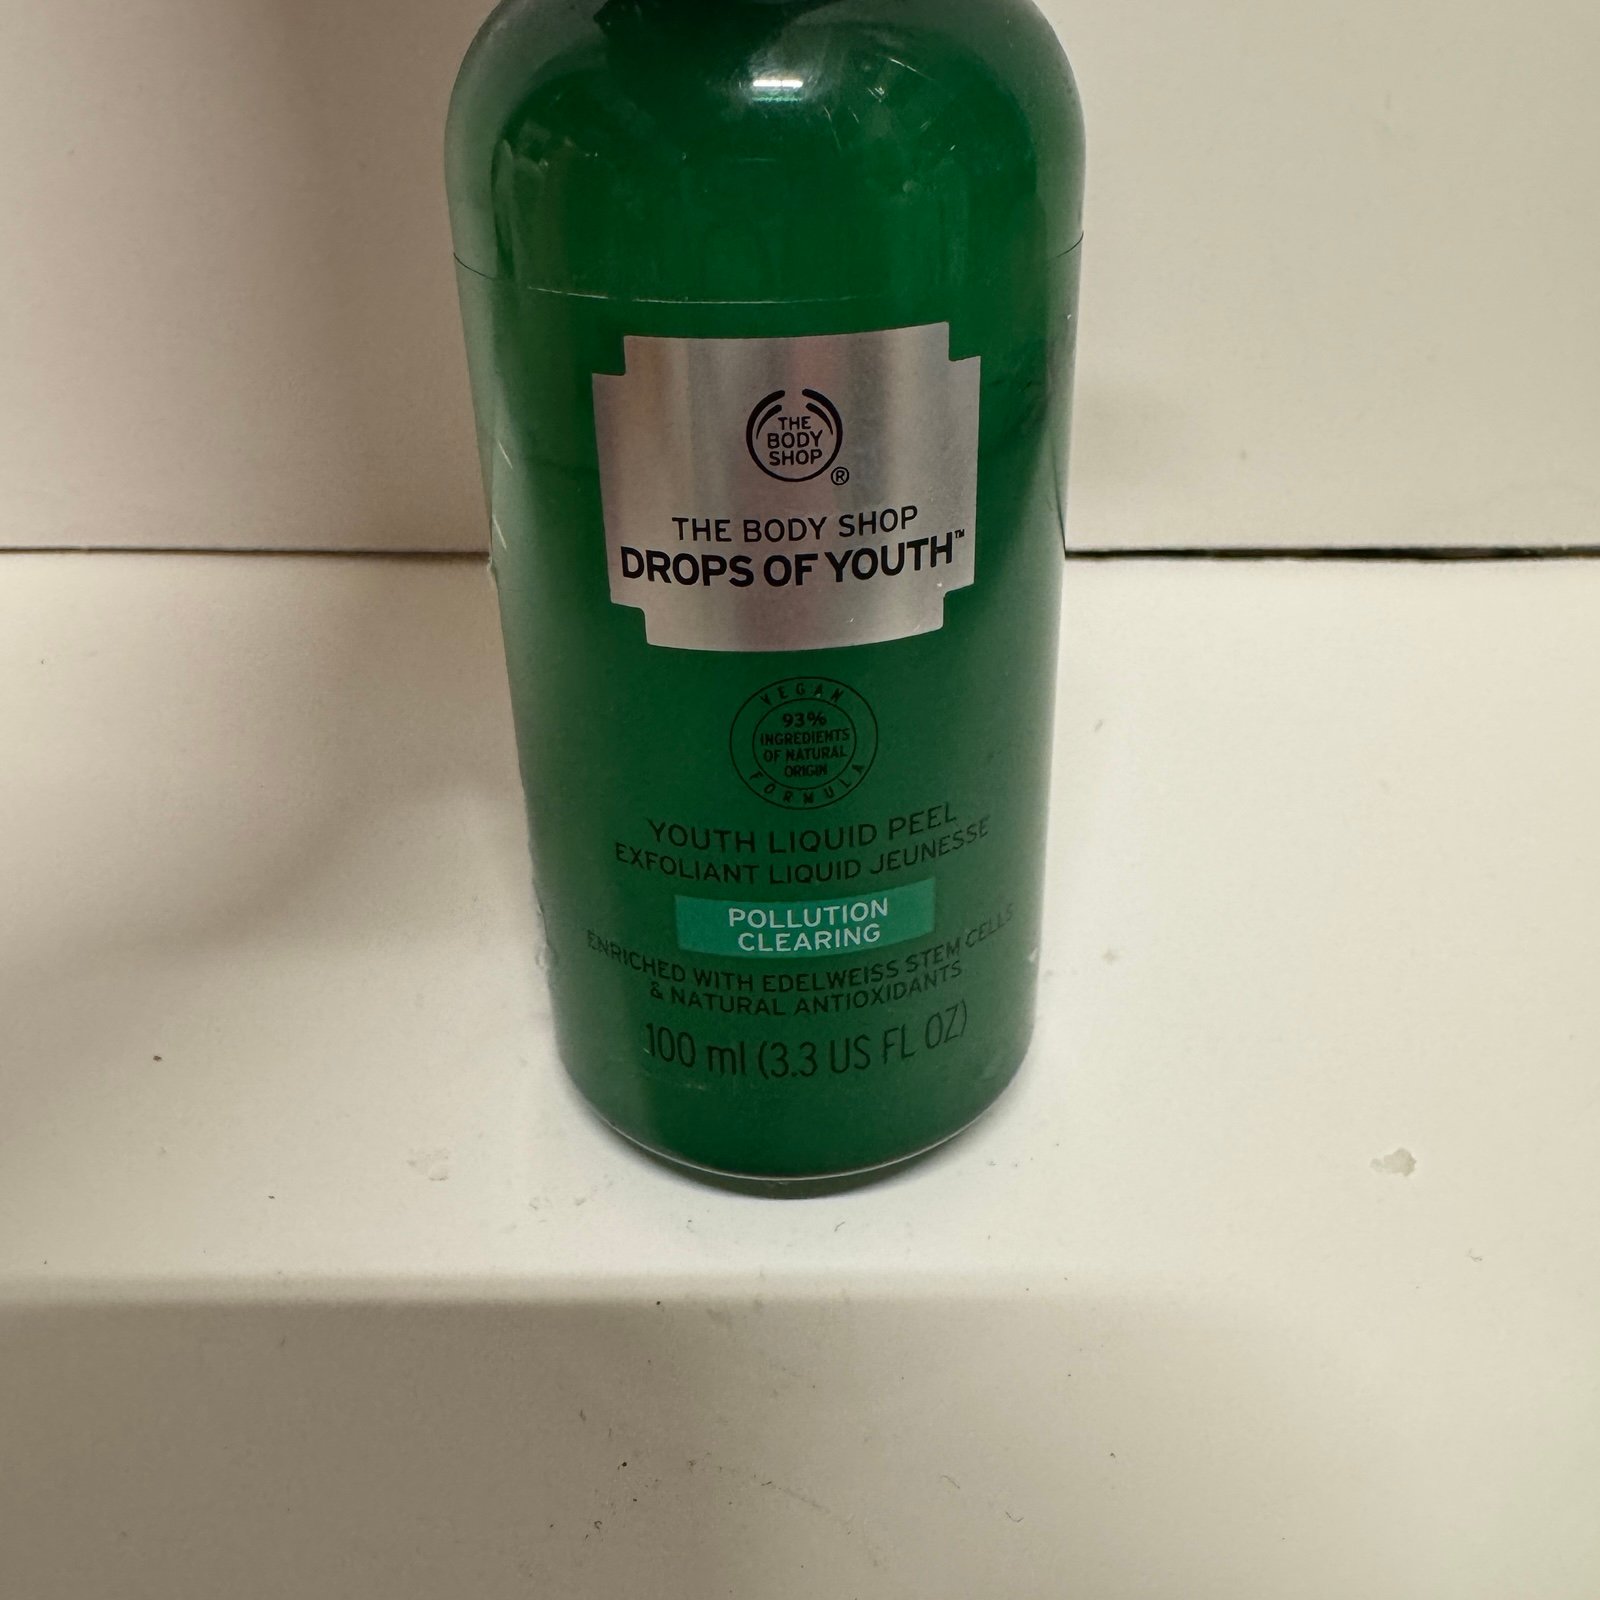 THE
BODY
SHOP
®
THE BODY SHOP
DROPS OF YOUTH™
VEGAN
93%
INGREDIENTS
OF NATURAL
ORIGIN
FORMULA
YOUTH LIQUID PEEL
EXFOLIANT LIQUID JEUNESSE
POLLUTION
CLEARING
ENRICHED WITH EDELWEISS STEM CELLS
& NATURAL ANTIOXIDANTS
100 ml (3.3 US FL OZ)